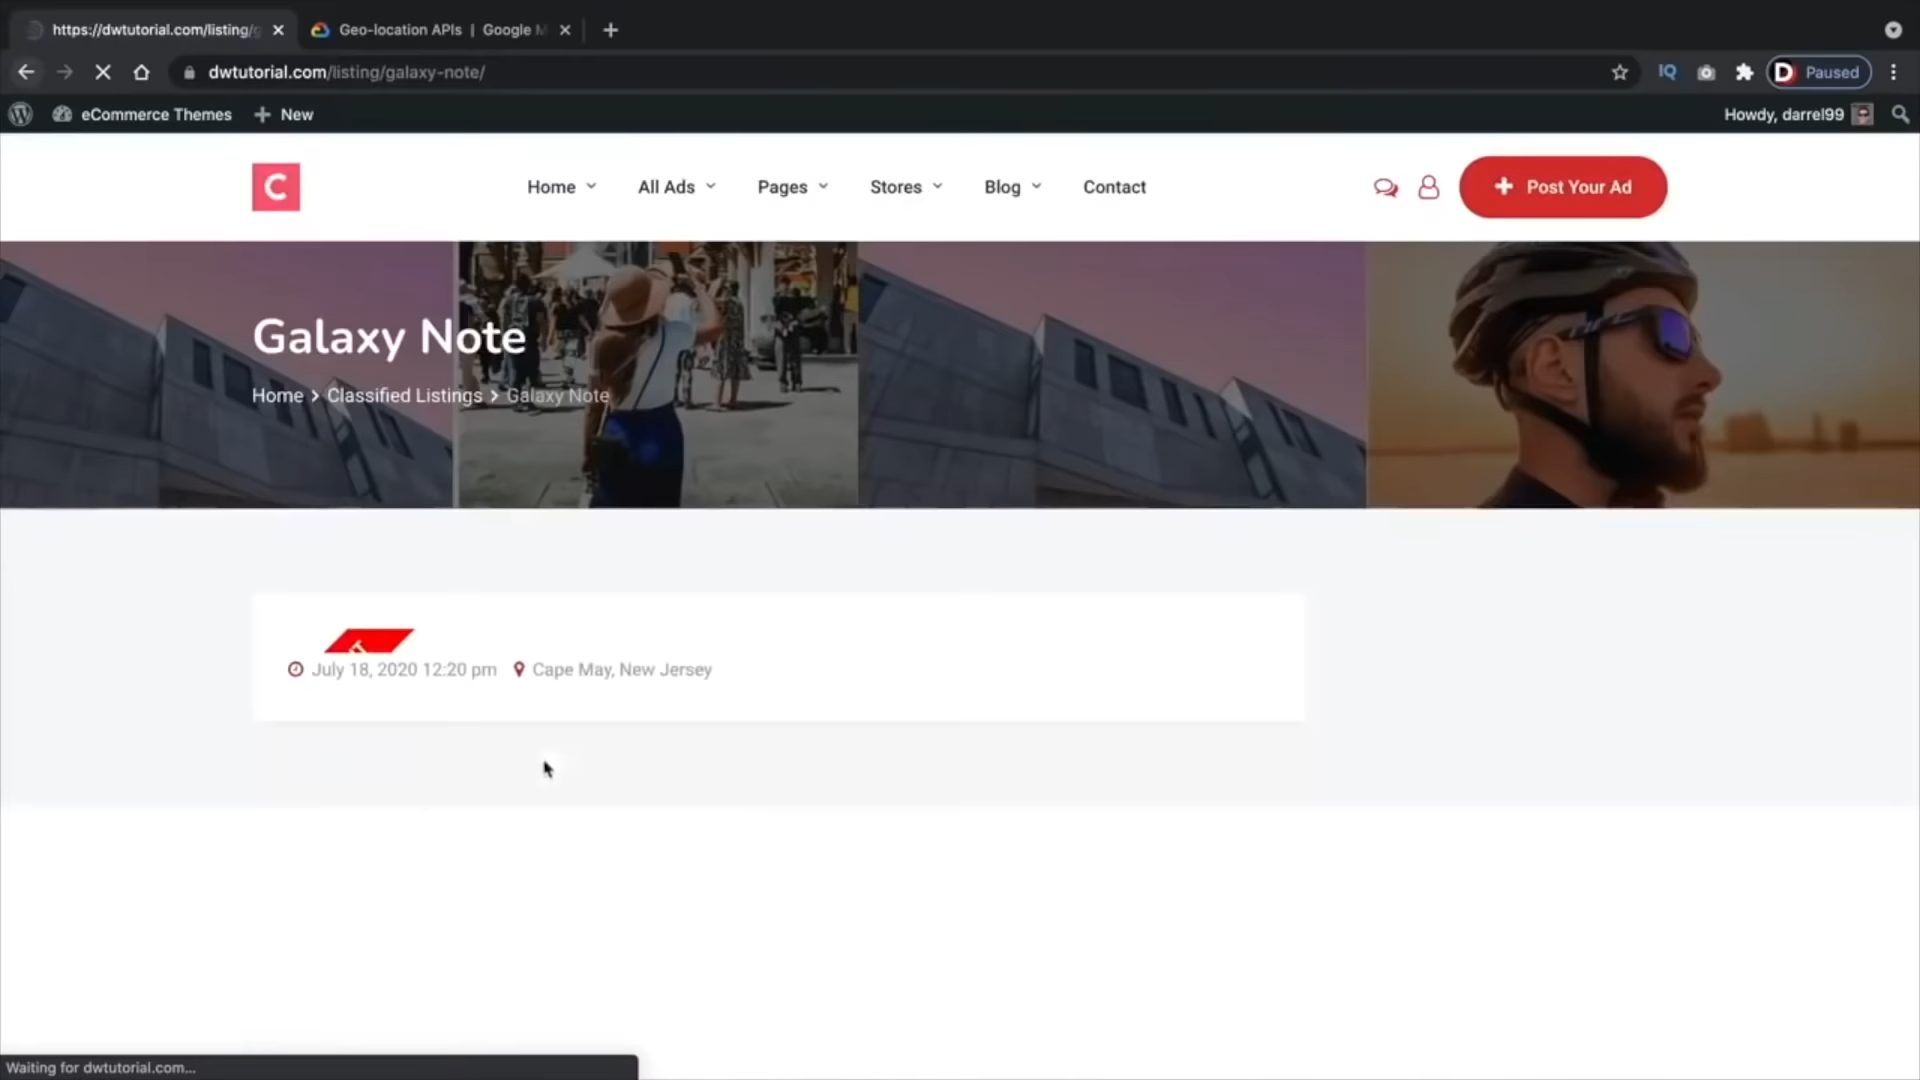 https://dwtutorial.com/listing/
Geo-location APIs | Google M
dwtutorial.com/listing/galaxy-note/
IQ
D
Paused
eCommerce Themes
New
Howdy, darrel99
C
Home
All Ads
Pages
Stores
Blog
Contact
Post Your Ad
Galaxy Note
Home > Classified Listings > Galaxy Note
July 18, 2020 12:20 pm
Cape May, New Jersey
Waiting for dwtutorial.com...